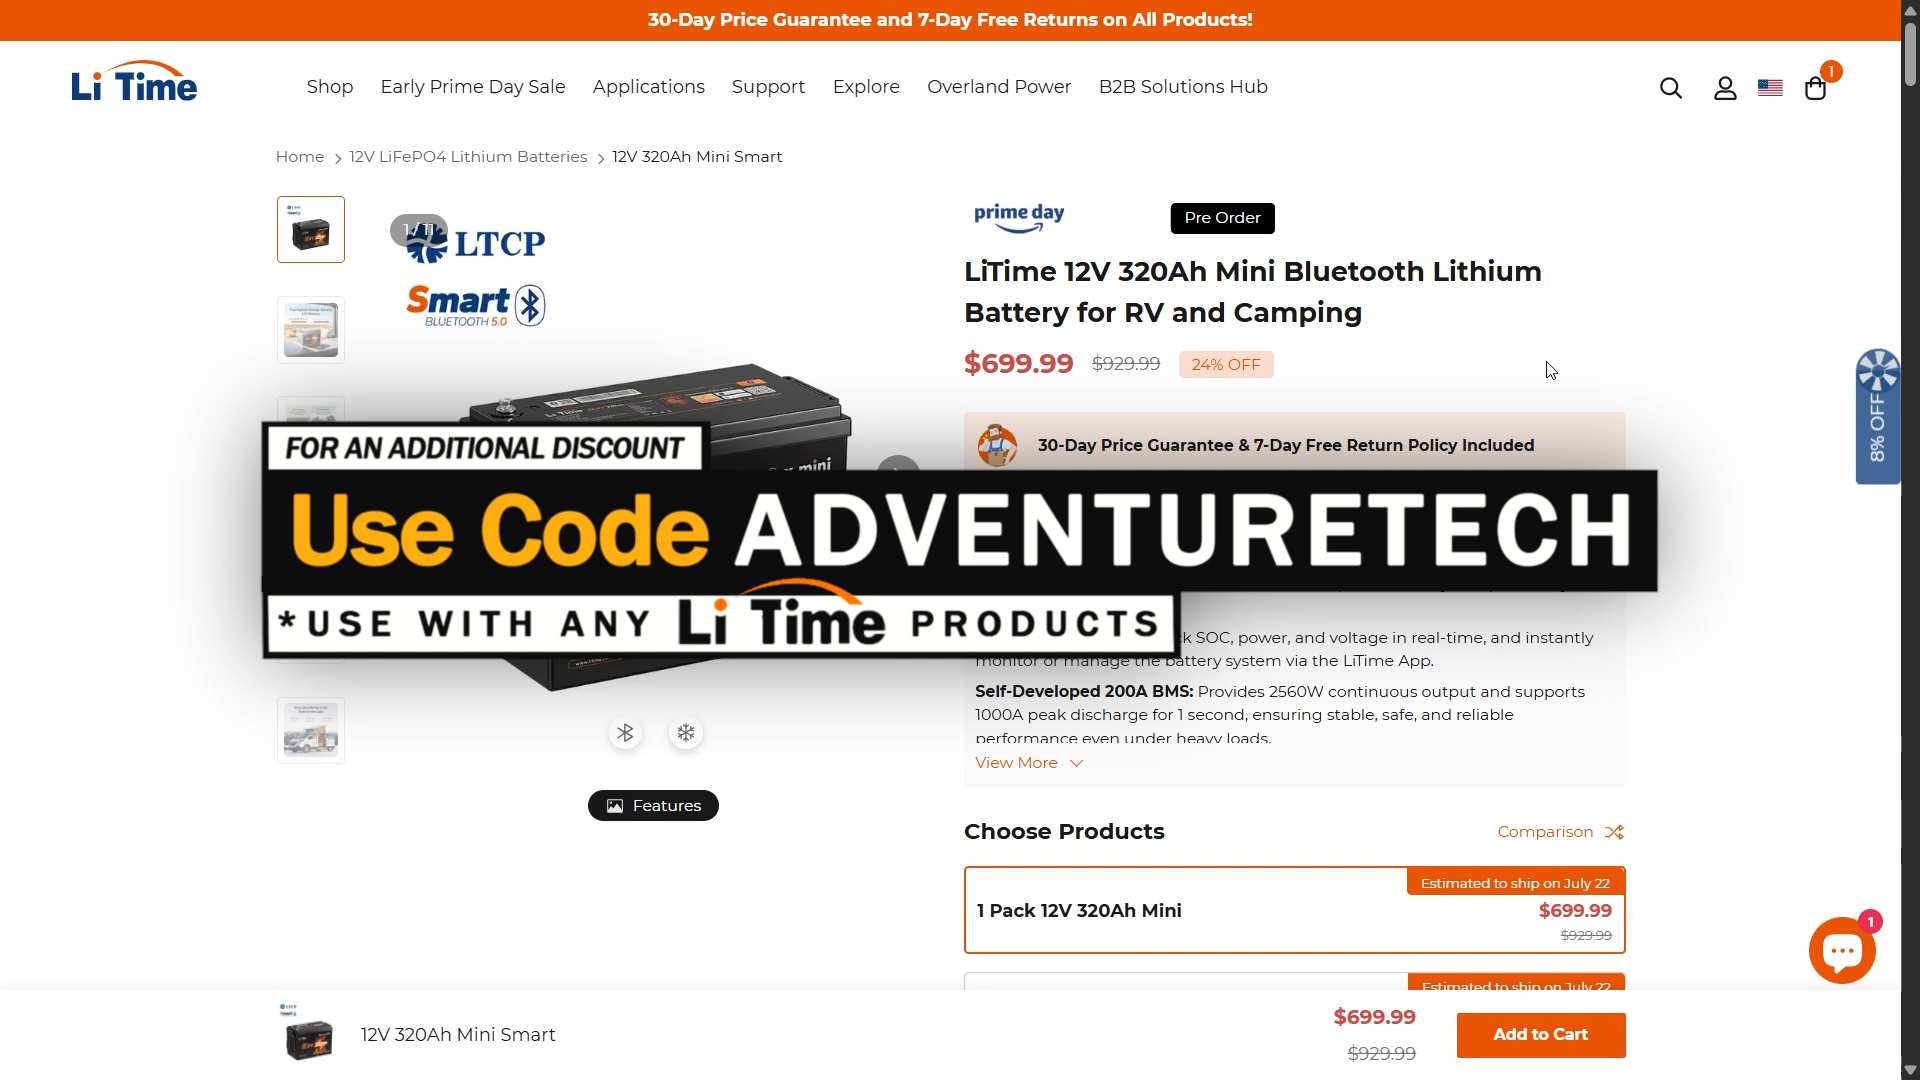 30-Day Price Guarantee and 7-Day Free Returns on All Products!
Li Time
Shop
Early Prime Day Sale
Applications
Support
Explore
Overland Power
B2B Solutions Hub
1
Home
12V LiFePO4 Lithium Batteries
12V 320Ah Mini Smart
1 / 11
LTCP
Smart
BLUETOOTH 5.0
prime day
Pre Order
LiTime 12V 320Ah Mini Bluetooth Lithium
Battery for RV and Camping
$699.99 $929.99 24% OFF
8% OFF
30-Day Price Guarantee & 7-Day Free Return Policy Included
FOR AN ADDITIONAL DISCOUNT
Use Code ADVENTURETECH
*USE WITH ANY Li Time PRODUCTS
SOC, power, and voltage in real-time, and instantly
monitor or manage the battery system via the LiTime App.
Self-Developed 200A BMS: Provides 2560W continuous output and supports
1000A peak discharge for 1 second, ensuring stable, safe, and reliable
performance even under heavy loads.
View More
Features
Choose Products
Comparison
Estimated to ship on July 22
1 Pack 12V 320Ah Mini
$699.99
$929.99
1
Estimated to ship on July 22
12V 320Ah Mini Smart
$699.99
$929.99
Add to Cart